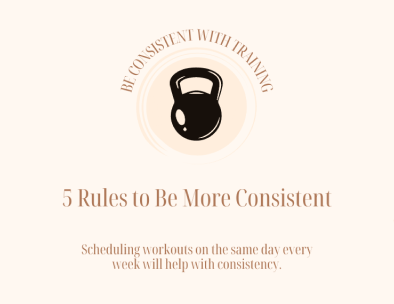 BE CONSISTENT WITH TRAINING
5 Rules to Be More Consistent
Scheduling workouts on the same day every
week will help with consistency.